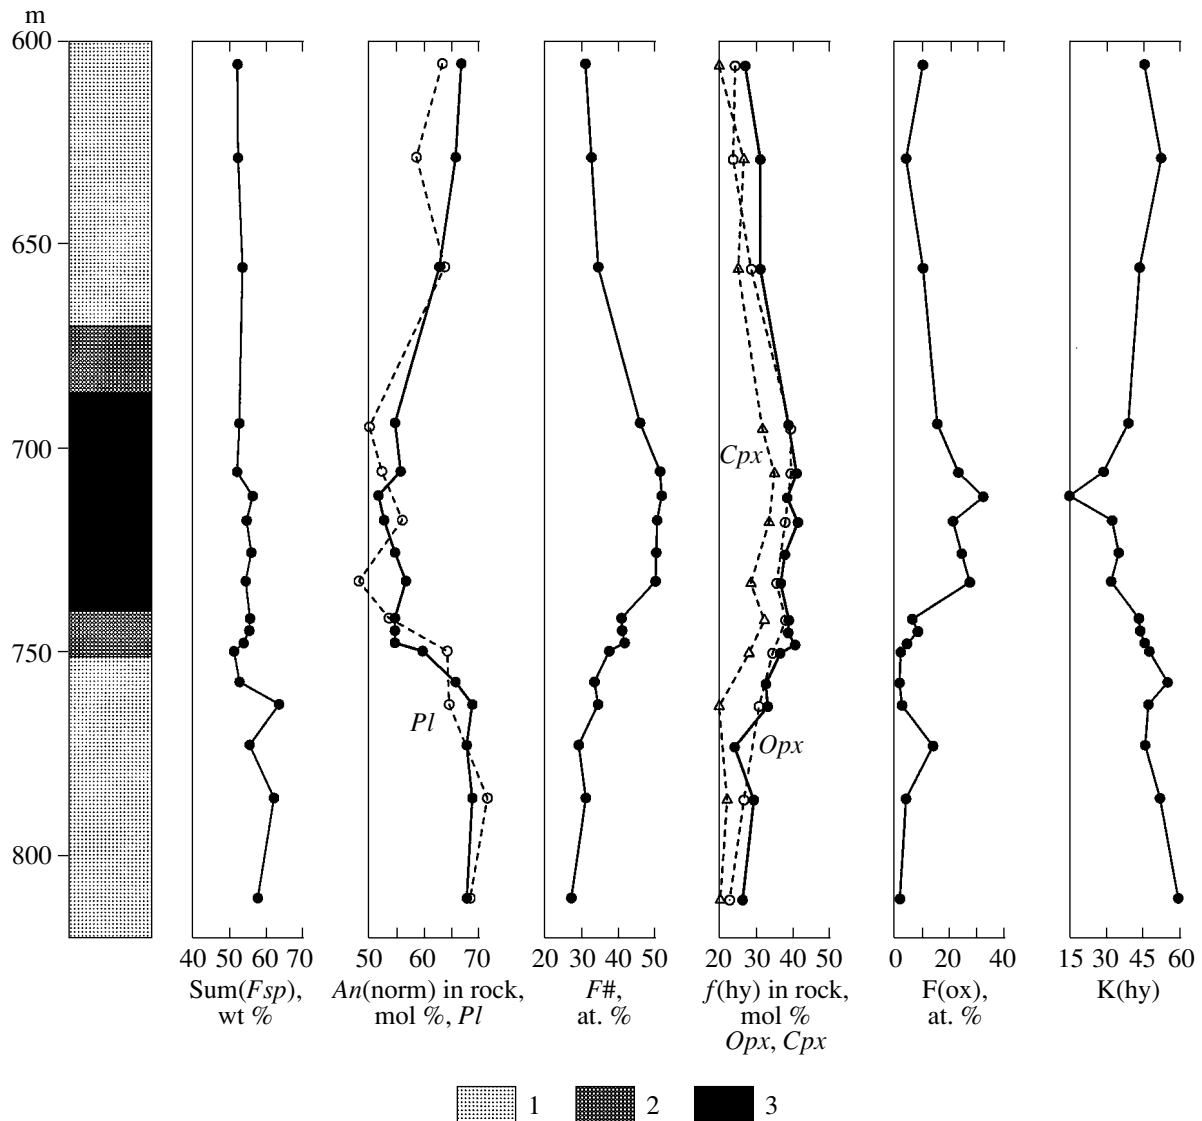 m
600
650
700
750
800
Cpx
Pl
Opx
40 50 60 70
50 60 70
20 30 40 50
20 30 40 50
0 20 40
15 30 45 60
Sum(Fsp),
wt %
An(norm) in rock,
mol %, Pl
F#,
at. %
f(hy) in rock,
mol %
Opx, Cpx
F(ox),
at. %
K(hy)
1
2
3